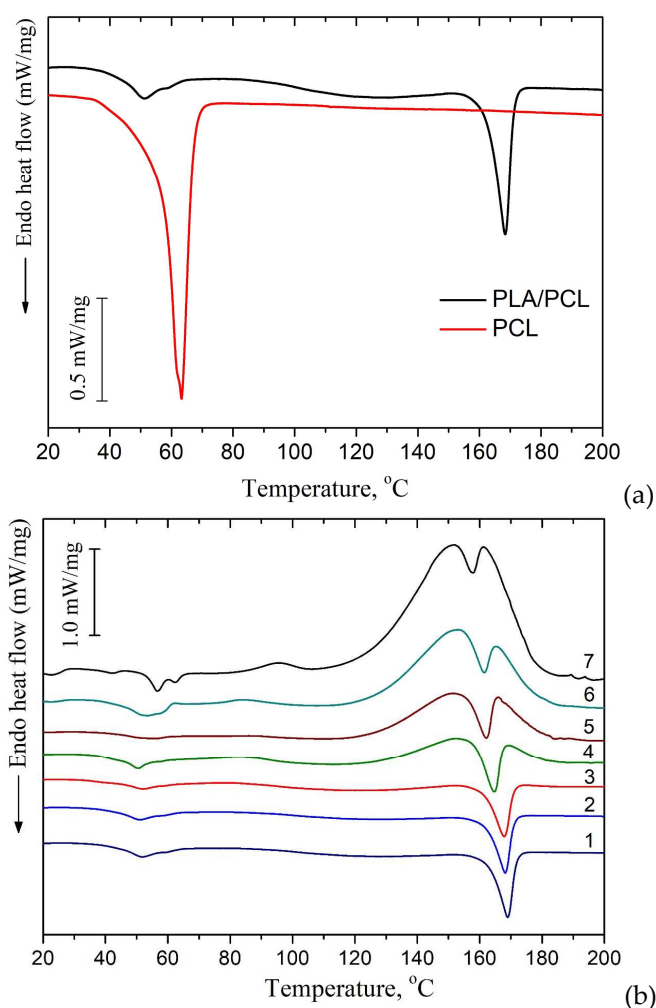 Endo heat flow (mW/mg)
0.5 mW/mg
PLA/PCL
PCL
20 40 60 80 100 120 140 160 180 200
Temperature, °C
(a)
Endo heat flow (mW/mg)
1.0 mW/mg
7
6
5
4
3
2
1
20 40 60 80 100 120 140 160 180 200
Temperature, °C
(b)